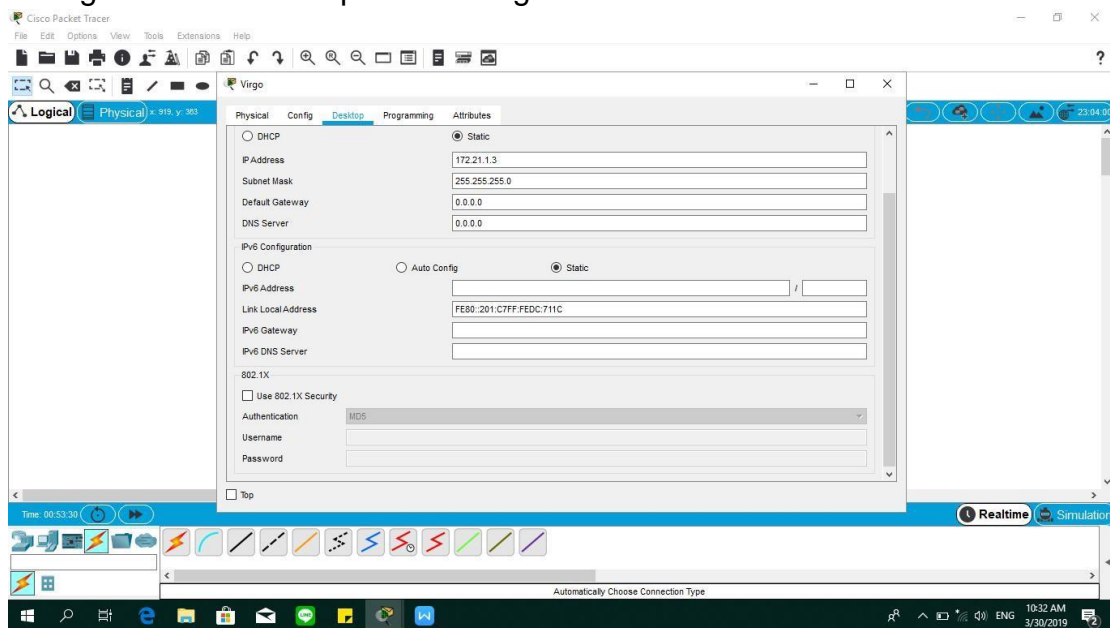 Cisco Packet Tracer
File Edit Options View Tools Extensions Help
?
Virgo
Logical Physical x: 919, y: 363 23:04:00
Physical Config Desktop Programming Attributes
DHCP Static
IP Address 172.21.1.3
Subnet Mask 255.255.255.0
Default Gateway 0.0.0.0
DNS Server 0.0.0.0
IPv6 Configuration
DHCP Auto Config Static
IPv6 Address /
Link Local Address FE80::201:C7FF:FEDC:711C
IPv6 Gateway
IPv6 DNS Server
802.1X
Use 802.1X Security
Authentication MD5
Username
Password
Top
Time: 00:53:30 Realtime Simulation
Automatically Choose Connection Type
ENG 10:32 AM
3/30/2019